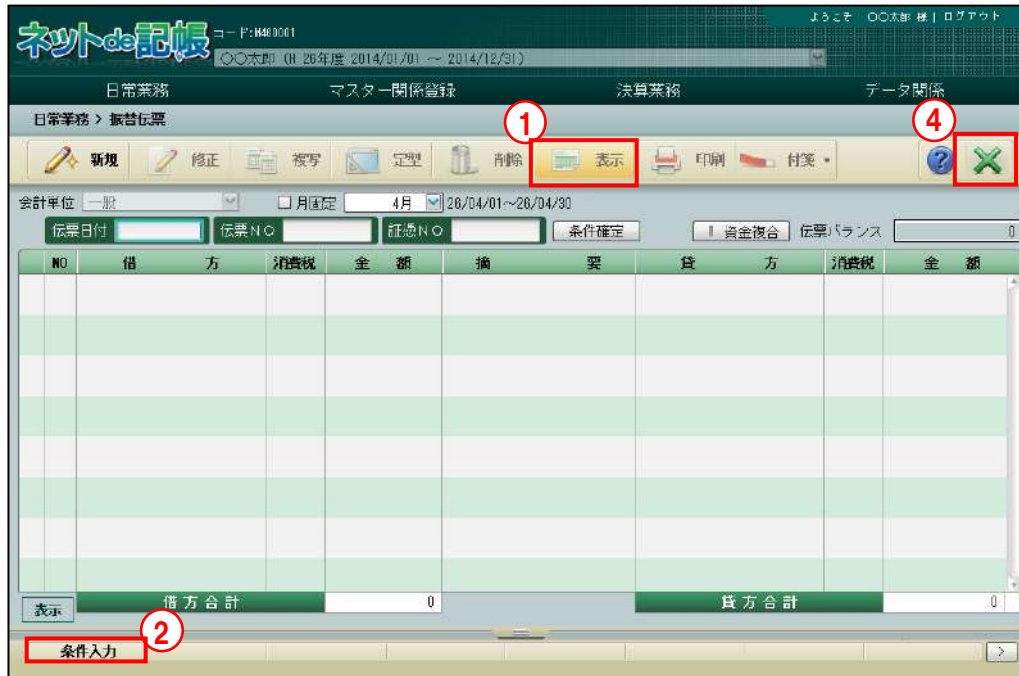 ようこそ 〇〇太郎 様 | ログアウト
ネットde記帳 コード:M400001
〇〇太郎 (H 26年度 2014/01/01 ～ 2014/12/31)
日常業務 マスター関係登録 決算業務 データ関係
日常業務 > 振替伝票
① ④
新規 修正 複写 定型 削除 表示 印刷 付箋 ?
会計単位 一般 月固定 4月 26/04/01～26/04/30
伝票日付 伝票NO 証憑NO 条件確定 ! 資金複合 伝票バランス 0
NO 借方 消費税 金額 摘要 貸方 消費税 金額
表示 借方合計 0 貸方合計 0
②
条件入力 >